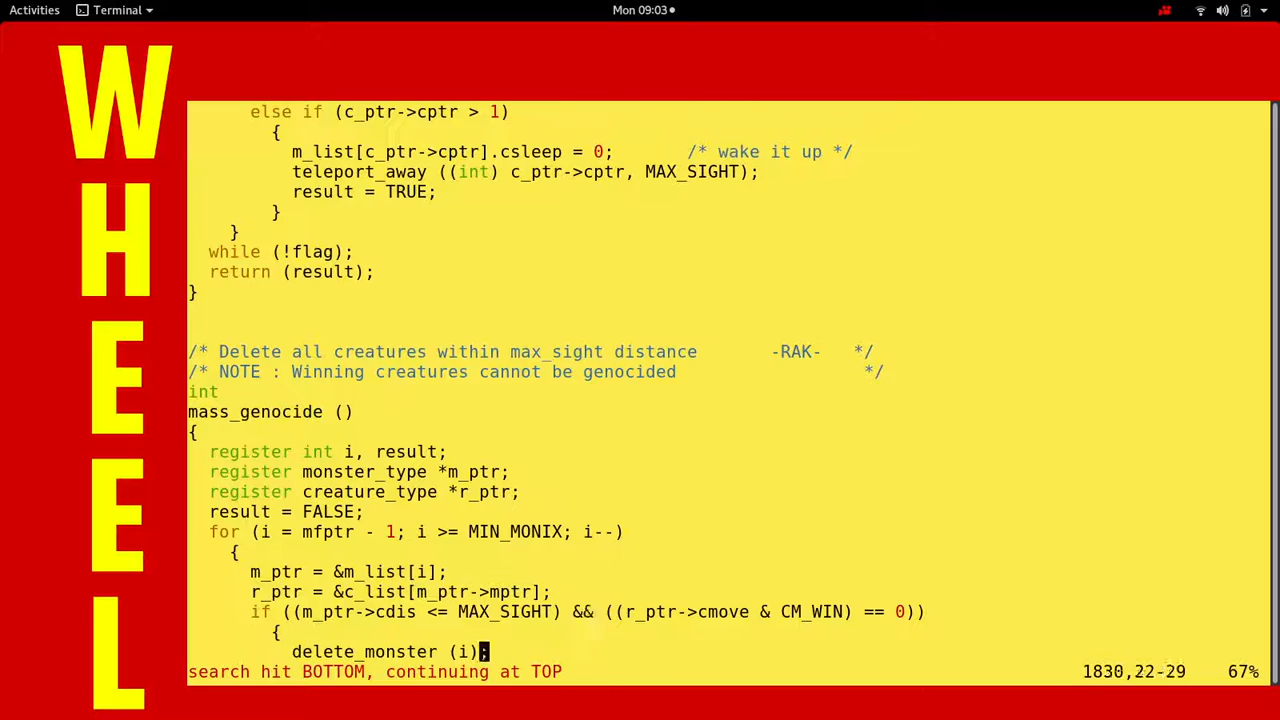 Activities Terminal Mon 09:03
WHEEL
else if (c_ptr->cptr > 1)
{
m_list[c_ptr->cptr].csleep = 0; /* wake it up */
teleport_away ((int) c_ptr->cptr, MAX_SIGHT);
result = TRUE;
}
}
while (!flag);
return (result);
}
/* Delete all creatures within max_sight distance -RAK- */
/* NOTE : Winning creatures cannot be genocided */
int
mass_genocide ()
{
register int i, result;
register monster_type *m_ptr;
register creature_type *r_ptr;
result = FALSE;
for (i = mfptr - 1; i >= MIN_MONIX; i--)
{
m_ptr = &m_list[i];
r_ptr = &c_list[m_ptr->mptr];
if ((m_ptr->cdis <= MAX_SIGHT) && ((r_ptr->cmove & CM_WIN) == 0))
{
delete_monster (i);
search hit BOTTOM, continuing at TOP 1830,22-29 67%